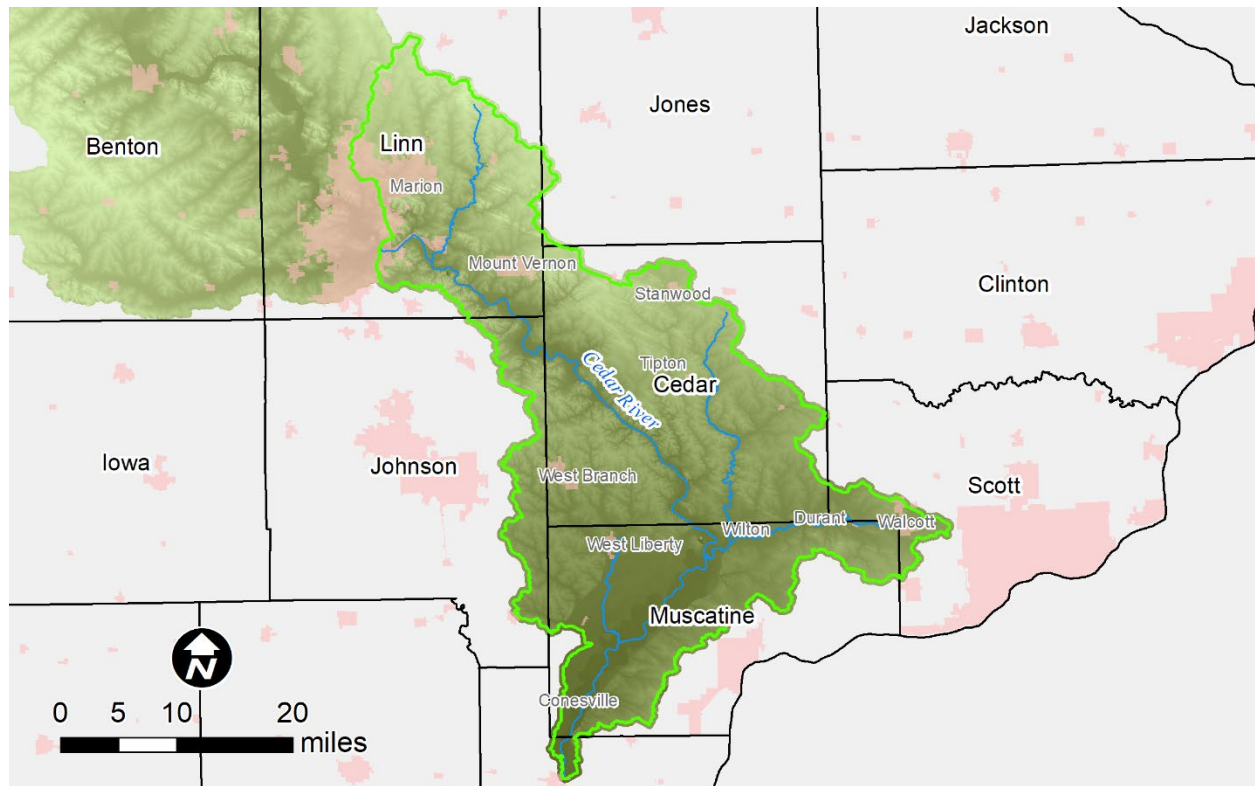 Jackson
Jones
Benton
Linn
Marion
Mount Vernon
Stanwood
Clinton
Tipton
Cedar
Cedar River
Iowa
Johnson
West Branch
Scott
Wilton
Durant
Walcott
West Liberty
Muscatine
N
Conesville
0 5 10 20
miles